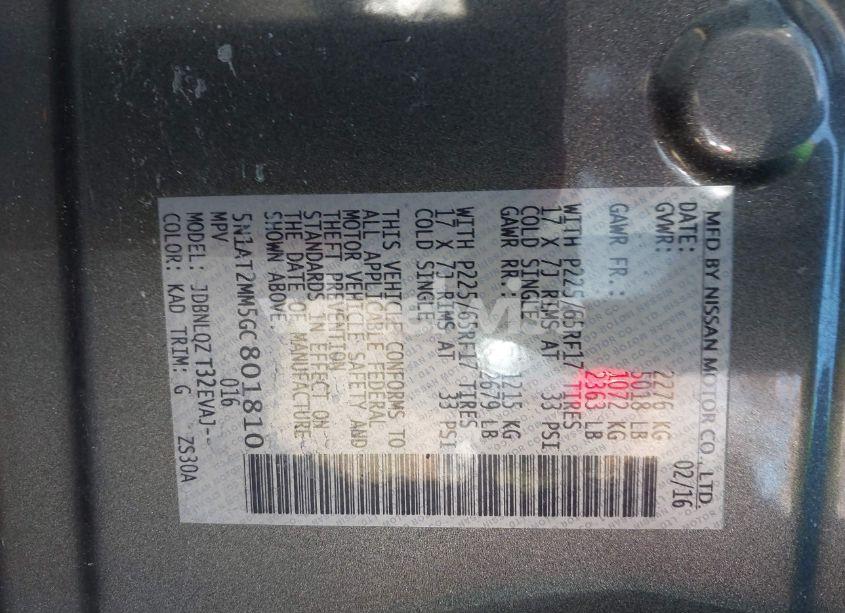 MFD BY NISSAN MOTOR CO., LTD.
DATE: 02/16
GVWR: 2276 KG
5018 LB
GAWR FR.: 1072 KG
2363 LB
WITH P225/65RF17 TIRES
17 X 7J RIMS AT 33 PSI
COLD SINGLE
GAWR RR.: 1215 KG
2679 LB
WITH P225/65RF17 TIRES
17 X 7J RIMS AT 33 PSI
COLD SINGLE
THIS VEHICLE CONFORMS TO
ALL APPLICABLE FEDERAL
MOTOR VEHICLE SAFETY AND
THEFT PREVENTION
STANDARDS IN EFFECT ON
THE DATE OF MANUFACTURE
SHOWN ABOVE.
5N1AT2MM5GC801810
MPV 016
MODEL: JDBNLQZ T32EVAJ--
COLOR: KAD TRIM: G ZS30A